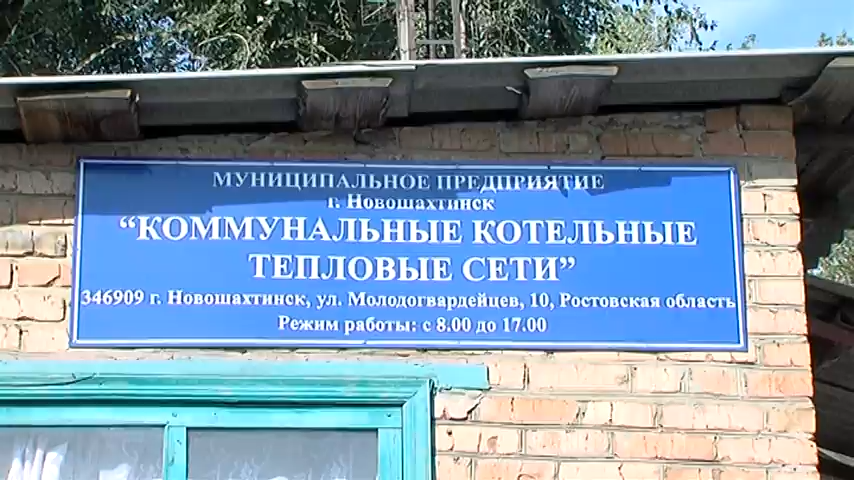 МУНИЦИПАЛЬНОЕ ПРЕДПРИЯТИЕ
г. Новошахтинск
“КОММУНАЛЬНЫЕ КОТЕЛЬНЫЕ
ТЕПЛОВЫЕ СЕТИ”
346909 г. Новошахтинск, ул. Молодогвардейцев, 10, Ростовская область
Режим работы: с 8.00 до 17.00